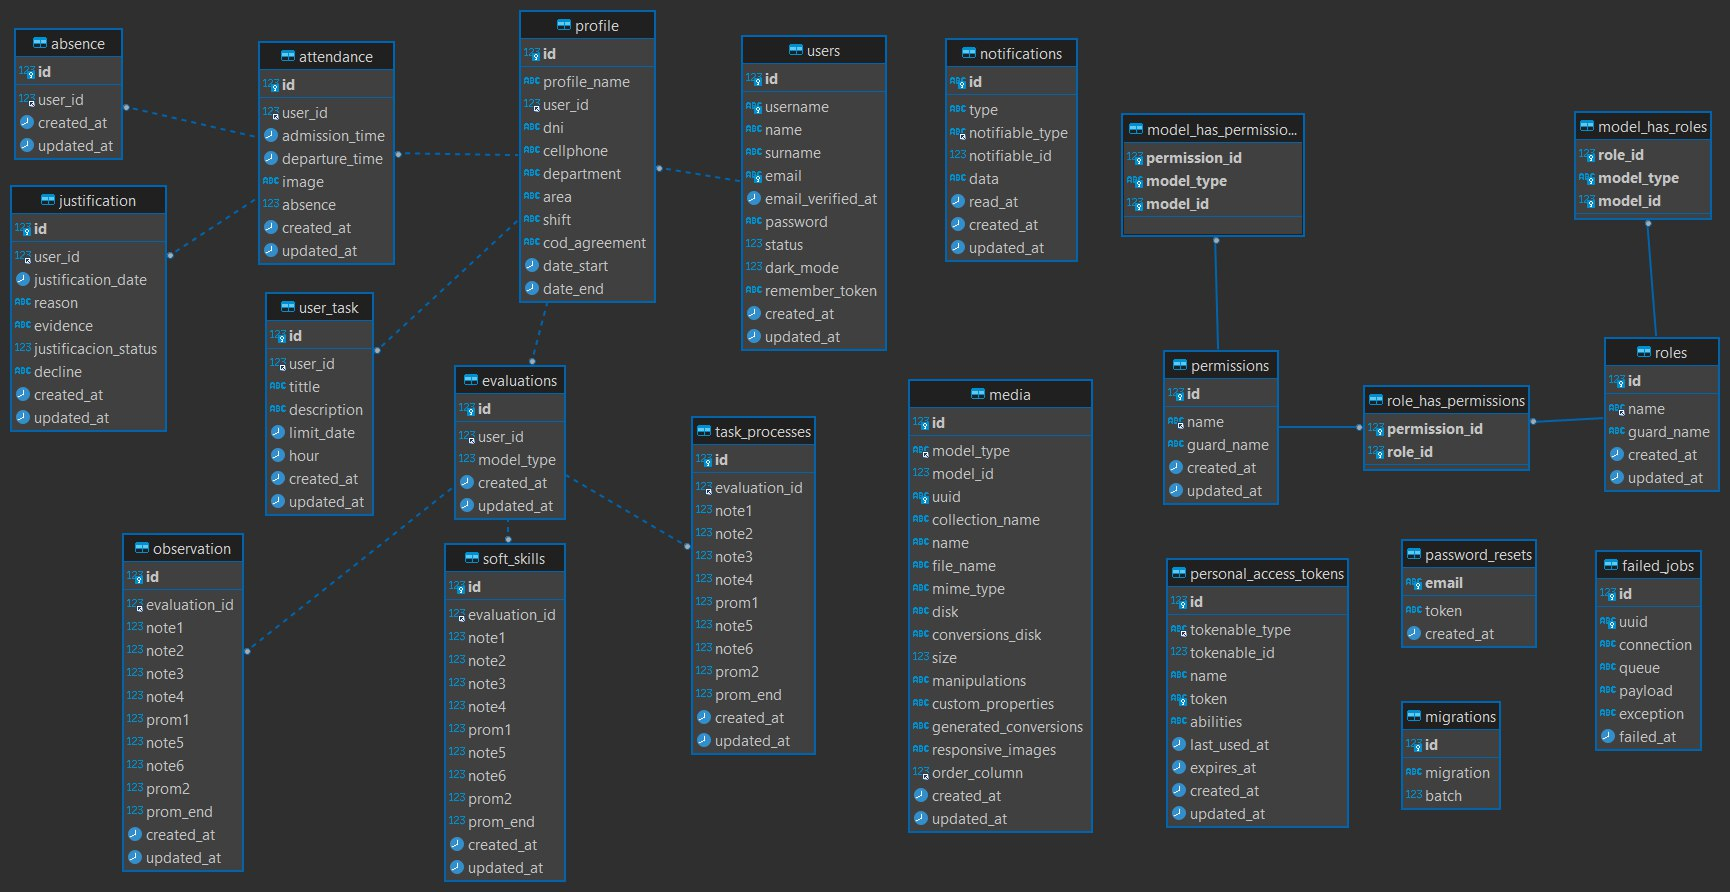 absence
id
user_id
created_at
updated_at
attendance
id
user_id
admission_time
departure_time
image
absence
created_at
updated_at
profile
id
profile_name
user_id
dni
cellphone
department
area
shift
cod_agreement
date_start
date_end
users
id
username
name
surname
email
email_verified_at
password
status
dark_mode
remember_token
created_at
updated_at
notifications
id
type
notifiable_type
notifiable_id
data
read_at
created_at
updated_at
model_has_permissio...
permission_id
model_type
model_id
model_has_roles
role_id
model_type
model_id
justification
id
user_id
justification_date
reason
evidence
justificacion_status
decline
created_at
updated_at
user_task
id
user_id
tittle
description
limit_date
hour
created_at
updated_at
evaluations
id
user_id
model_type
created_at
updated_at
task_processes
id
evaluation_id
note1
note2
note3
note4
prom1
note5
note6
prom2
prom_end
created_at
updated_at
media
id
model_type
model_id
uuid
collection_name
name
file_name
mime_type
disk
conversions_disk
size
manipulations
custom_properties
generated_conversions
responsive_images
order_column
created_at
updated_at
permissions
id
name
guard_name
created_at
updated_at
role_has_permissions
permission_id
role_id
roles
id
name
guard_name
created_at
updated_at
observation
id
evaluation_id
note1
note2
note3
note4
prom1
note5
note6
prom2
prom_end
created_at
updated_at
soft_skills
id
evaluation_id
note1
note2
note3
note4
prom1
note5
note6
prom2
prom_end
created_at
updated_at
personal_access_tokens
id
tokenable_type
tokenable_id
name
token
abilities
last_used_at
expires_at
created_at
updated_at
password_resets
email
token
created_at
failed_jobs
id
uuid
connection
queue
payload
exception
failed_at
migrations
id
migration
batch